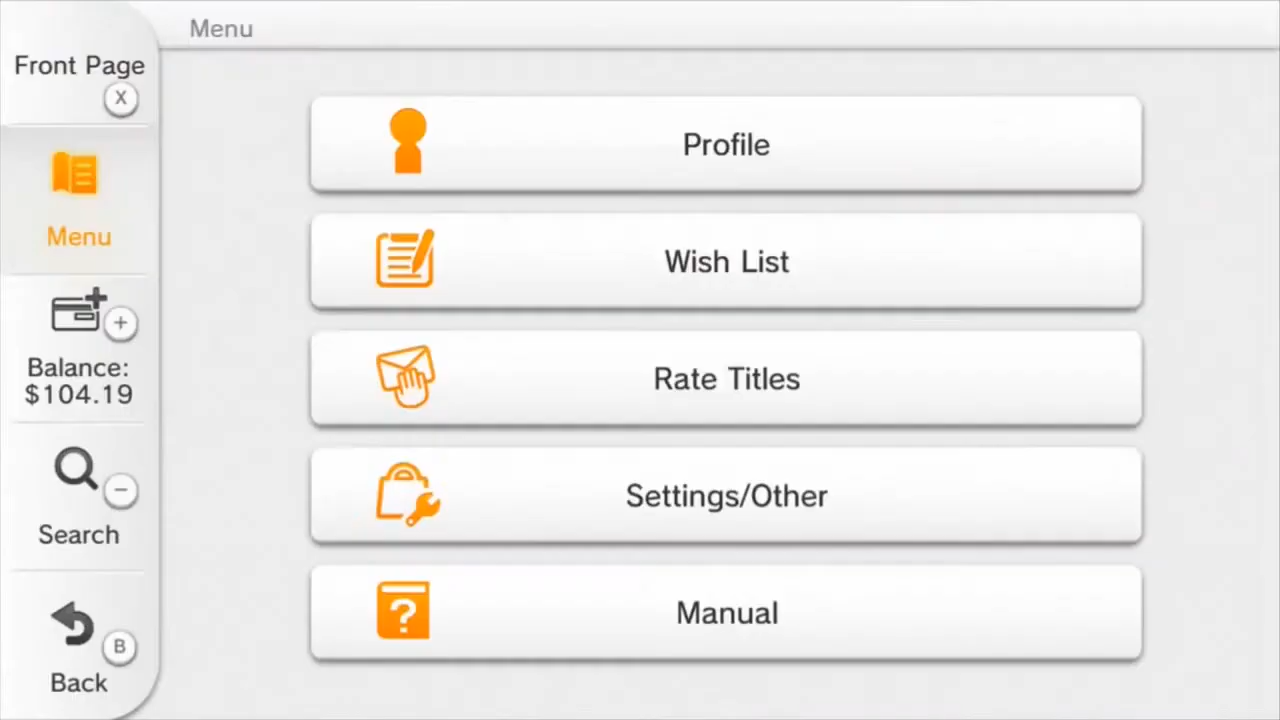 Menu
Front Page
X
Menu
+
Balance:
$104.19
−
Search
B
Back
Profile
Wish List
Rate Titles
Settings/Other
?
Manual